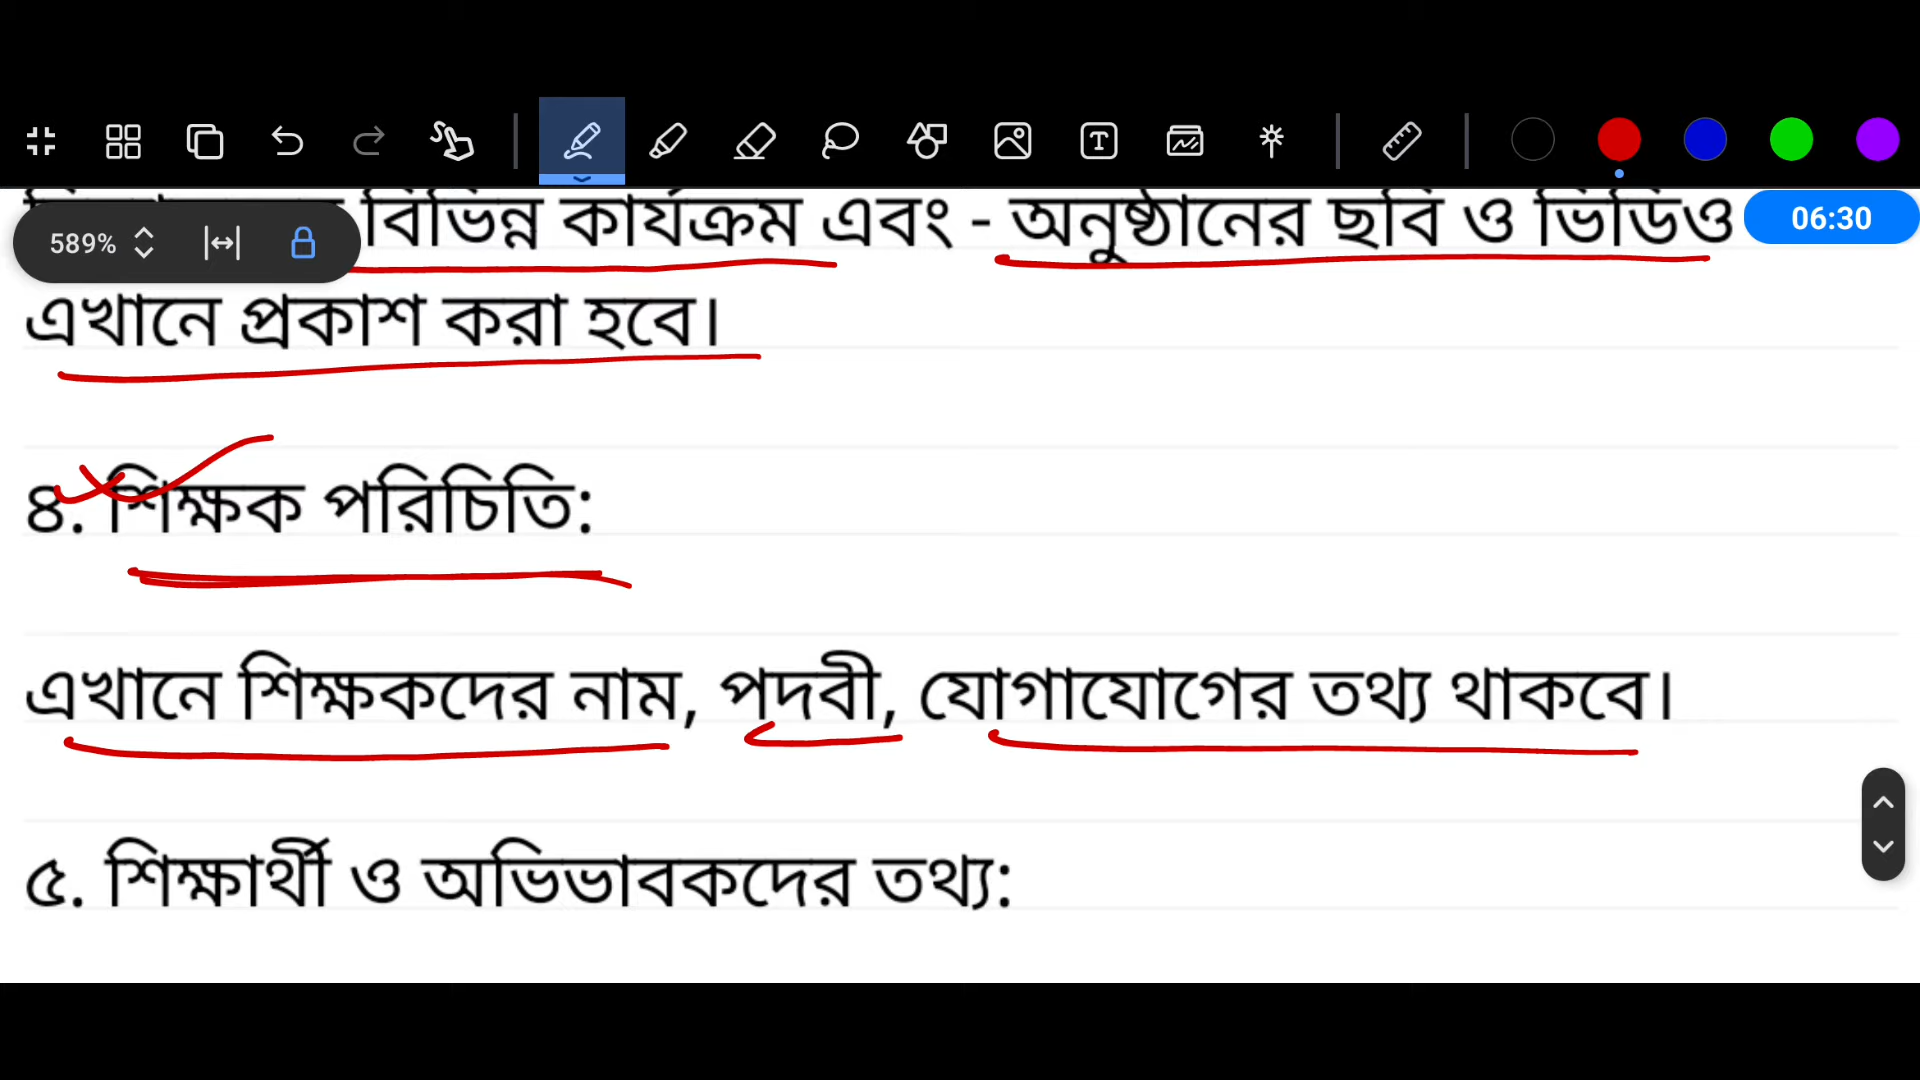 বিভিন্ন কার্যক্রম এবং - অনুষ্ঠানের ছবি ও ভিডিও
06:30
589%
এখানে প্রকাশ করা হবে।
৪. শিক্ষক পরিচিতি:
এখানে শিক্ষকদের নাম, পদবী, যোগাযোগের তথ্য থাকবে।
৫. শিক্ষার্থী ও অভিভাবকদের তথ্য: